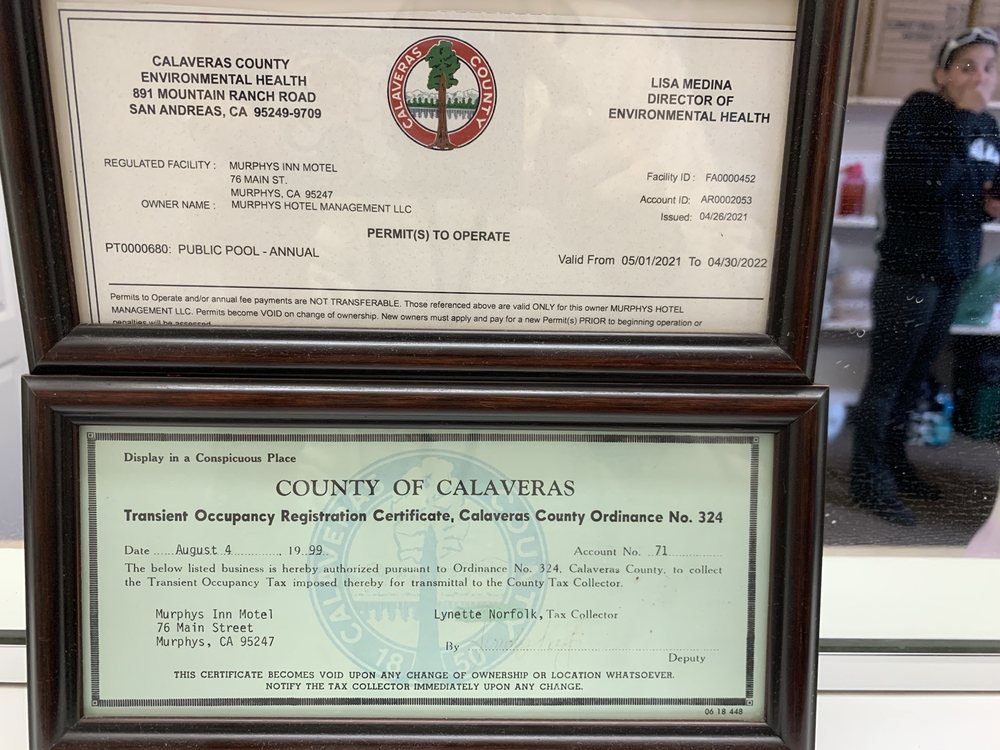 CALAVERAS COUNTY
ENVIRONMENTAL HEALTH
891 MOUNTAIN RANCH ROAD
SAN ANDREAS, CA 95249-9709
CALAVERAS COUNTY
LISA MEDINA
DIRECTOR OF
ENVIRONMENTAL HEALTH
REGULATED FACILITY : MURPHYS INN MOTEL
76 MAIN ST.
MURPHYS, CA 95247
OWNER NAME : MURPHYS HOTEL MANAGEMENT LLC
Facility ID : FA0000452
Account ID: AR0002053
Issued: 04/26/2021
PERMIT(S) TO OPERATE
PT0000680: PUBLIC POOL - ANNUAL
Valid From 05/01/2021 To 04/30/2022
Permits to Operate and/or annual fee payments are NOT TRANSFERABLE. Those referenced above are valid ONLY for this owner MURPHYS HOTEL
MANAGEMENT LLC. Permits become VOID on change of ownership. New owners must apply and pay for a new Permit(s) PRIOR to beginning operation or
penalties will be assessed
Display in a Conspicuous Place
COUNTY OF CALAVERAS
Transient Occupancy Registration Certificate, Calaveras County Ordinance No. 324
Date August 4, 19 99
Account No. 71
The below listed business is hereby authorized pursuant to Ordinance No. 324, Calaveras County, to collect
the Transient Occupancy Tax imposed thereby for transmittal to the County Tax Collector.
Murphys Inn Motel
76 Main Street
Murphys, CA 95247
Lynette Norfolk, Tax Collector
By
Deputy
CALAVERAS COUNTY
18 50
THIS CERTIFICATE BECOMES VOID UPON ANY CHANGE OF OWNERSHIP OR LOCATION WHATSOEVER.
NOTIFY THE TAX COLLECTOR IMMEDIATELY UPON ANY CHANGE.
06 18 448